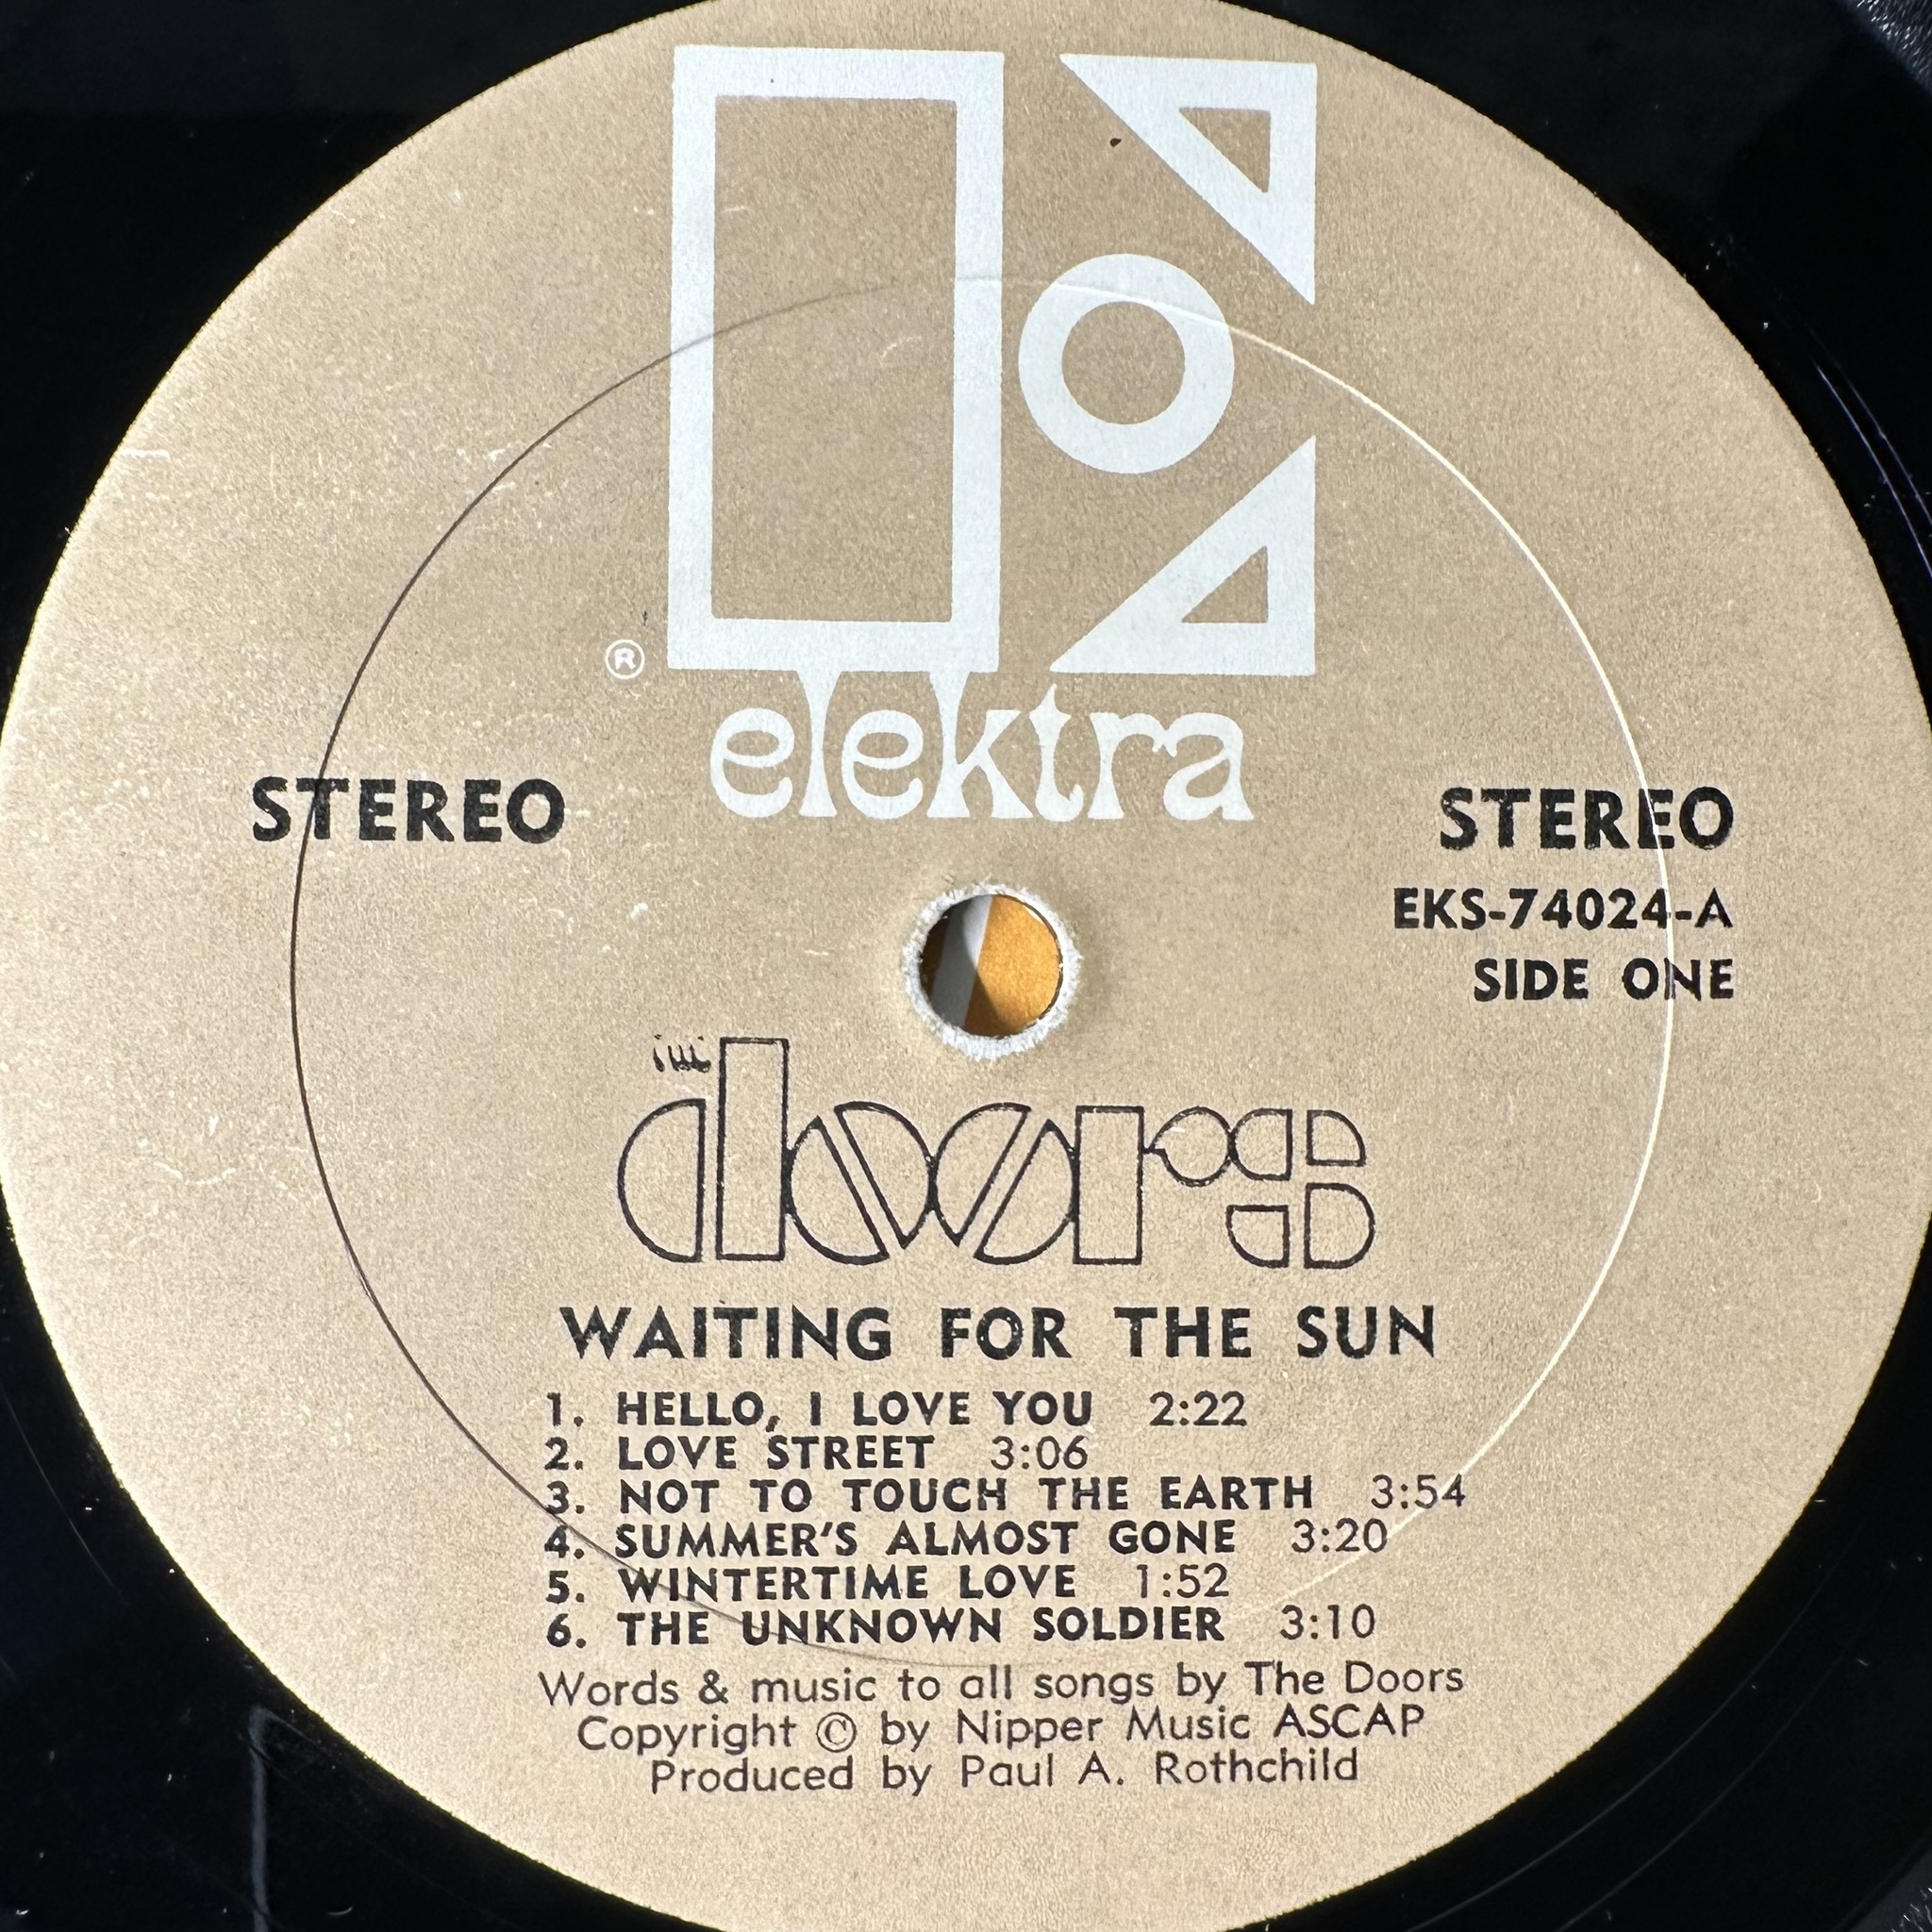 ®
elektra
STEREO
STEREO
EKS-74024-A
SIDE ONE
THE
doors
WAITING FOR THE SUN
1. HELLO, I LOVE YOU 2:22
2. LOVE STREET 3:06
3. NOT TO TOUCH THE EARTH 3:54
4. SUMMER'S ALMOST GONE 3:20
5. WINTERTIME LOVE 1:52
6. THE UNKNOWN SOLDIER 3:10
Words & music to all songs by The Doors
Copyright © by Nipper Music ASCAP
Produced by Paul A. Rothchild